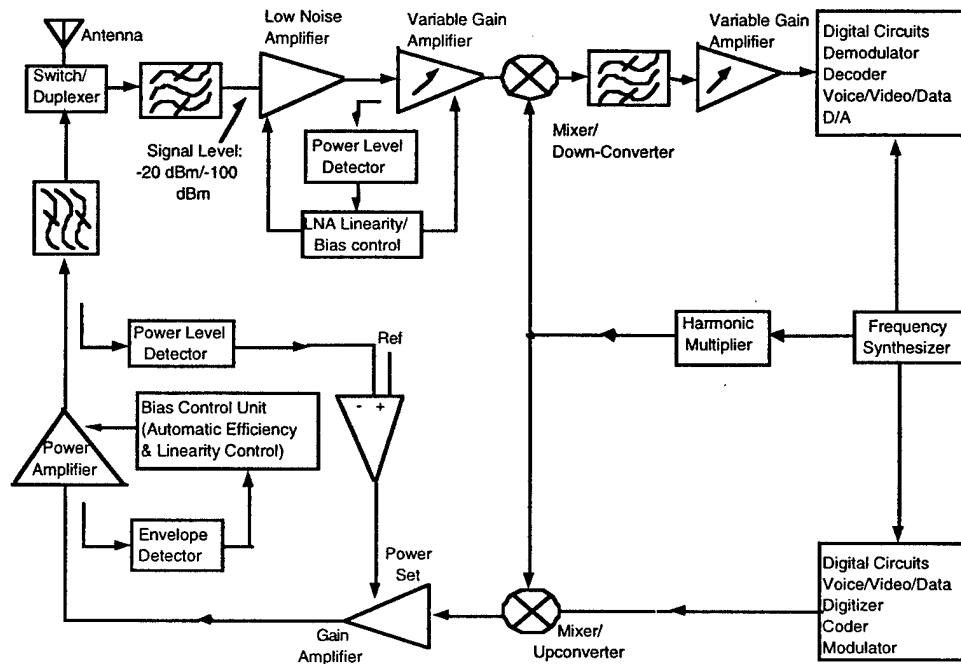 Antenna
Low Noise
Amplifier
Variable Gain
Amplifier
Variable Gain
Amplifier
Digital Circuits
Demodulator
Decoder
Voice/Video/Data
D/A
Switch/
Duplexer
Signal Level:
-20 dBm/-100
dBm
Power Level
Detector
Mixer/
Down-Converter
LNA Linearity/
Bias control
Power Level
Detector
Ref
Harmonic
Multiplier
Frequency
Synthesizer
- +
Bias Control Unit
(Automatic Efficiency
& Linearity Control)
Power
Amplifier
Envelope
Detector
Power
Set
Gain
Amplifier
Mixer/
Upconverter
Digital Circuits
Voice/Video/Data
Digitizer
Coder
Modulator